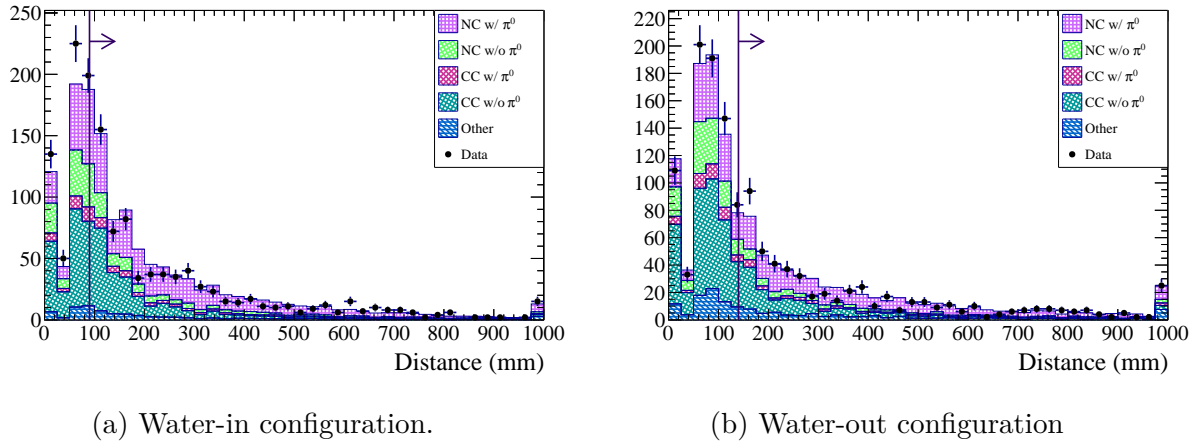 250
200
150
100
50
0
0 100 200 300 400 500 600 700 800 900 1000
Distance (mm)
NC w/ π⁰
NC w/o π⁰
CC w/ π⁰
CC w/o π⁰
Other
Data
(a) Water-in configuration.
220
200
180
160
140
120
100
80
60
40
20
0
0 100 200 300 400 500 600 700 800 900 1000
Distance (mm)
NC w/ π⁰
NC w/o π⁰
CC w/ π⁰
CC w/o π⁰
Other
Data
(b) Water-out configuration